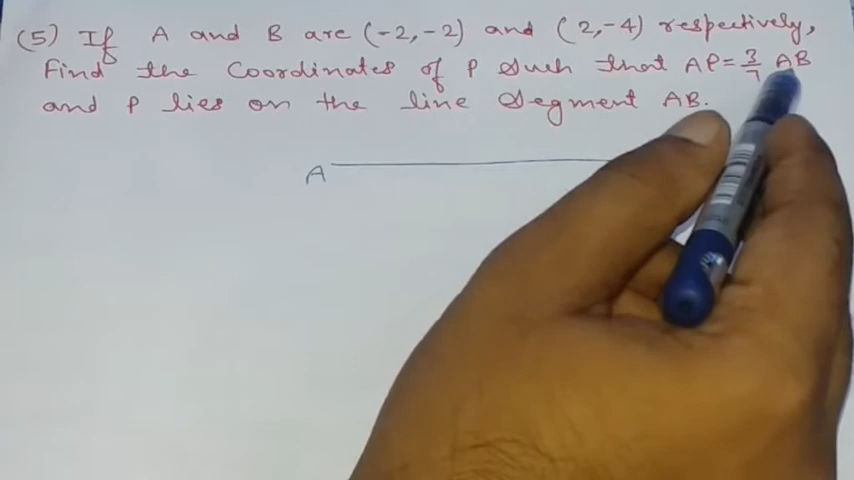 (5) If A and B are (-2,-2) and (2,-4) respectively,
Find the Coordinates of P such that AP=3/7 AB
and P lies on the line segment AB.
A